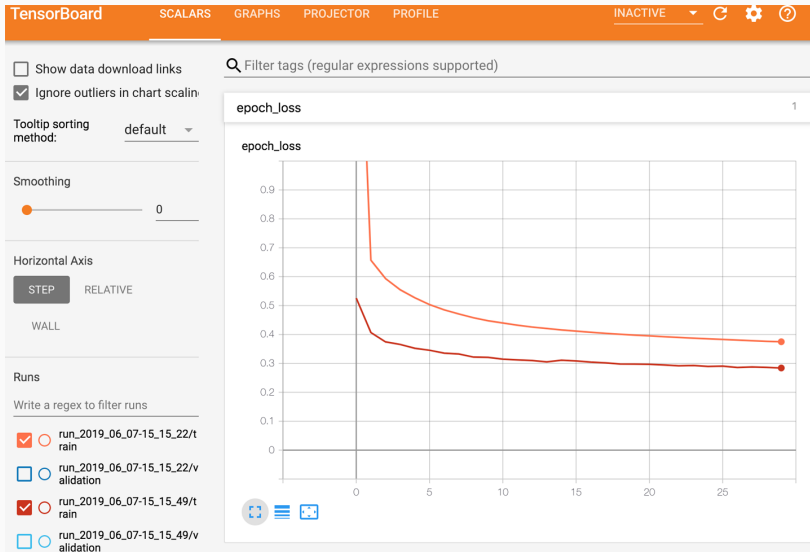 TensorBoard
SCALARS
GRAPHS
PROJECTOR
PROFILE
INACTIVE
Show data download links
Ignore outliers in chart scalin
Tooltip sorting
method:
default
Smoothing
0
Horizontal Axis
STEP
RELATIVE
WALL
Runs
Write a regex to filter runs
run_2019_06_07-15_15_22/t
rain
run_2019_06_07-15_15_22/v
alidation
run_2019_06_07-15_15_49/t
rain
run_2019_06_07-15_15_49/v
alidation
Filter tags (regular expressions supported)
epoch_loss
1
epoch_loss
0.9
0.8
0.7
0.6
0.5
0.4
0.3
0.2
0.1
0
0 5 10 15 20 25